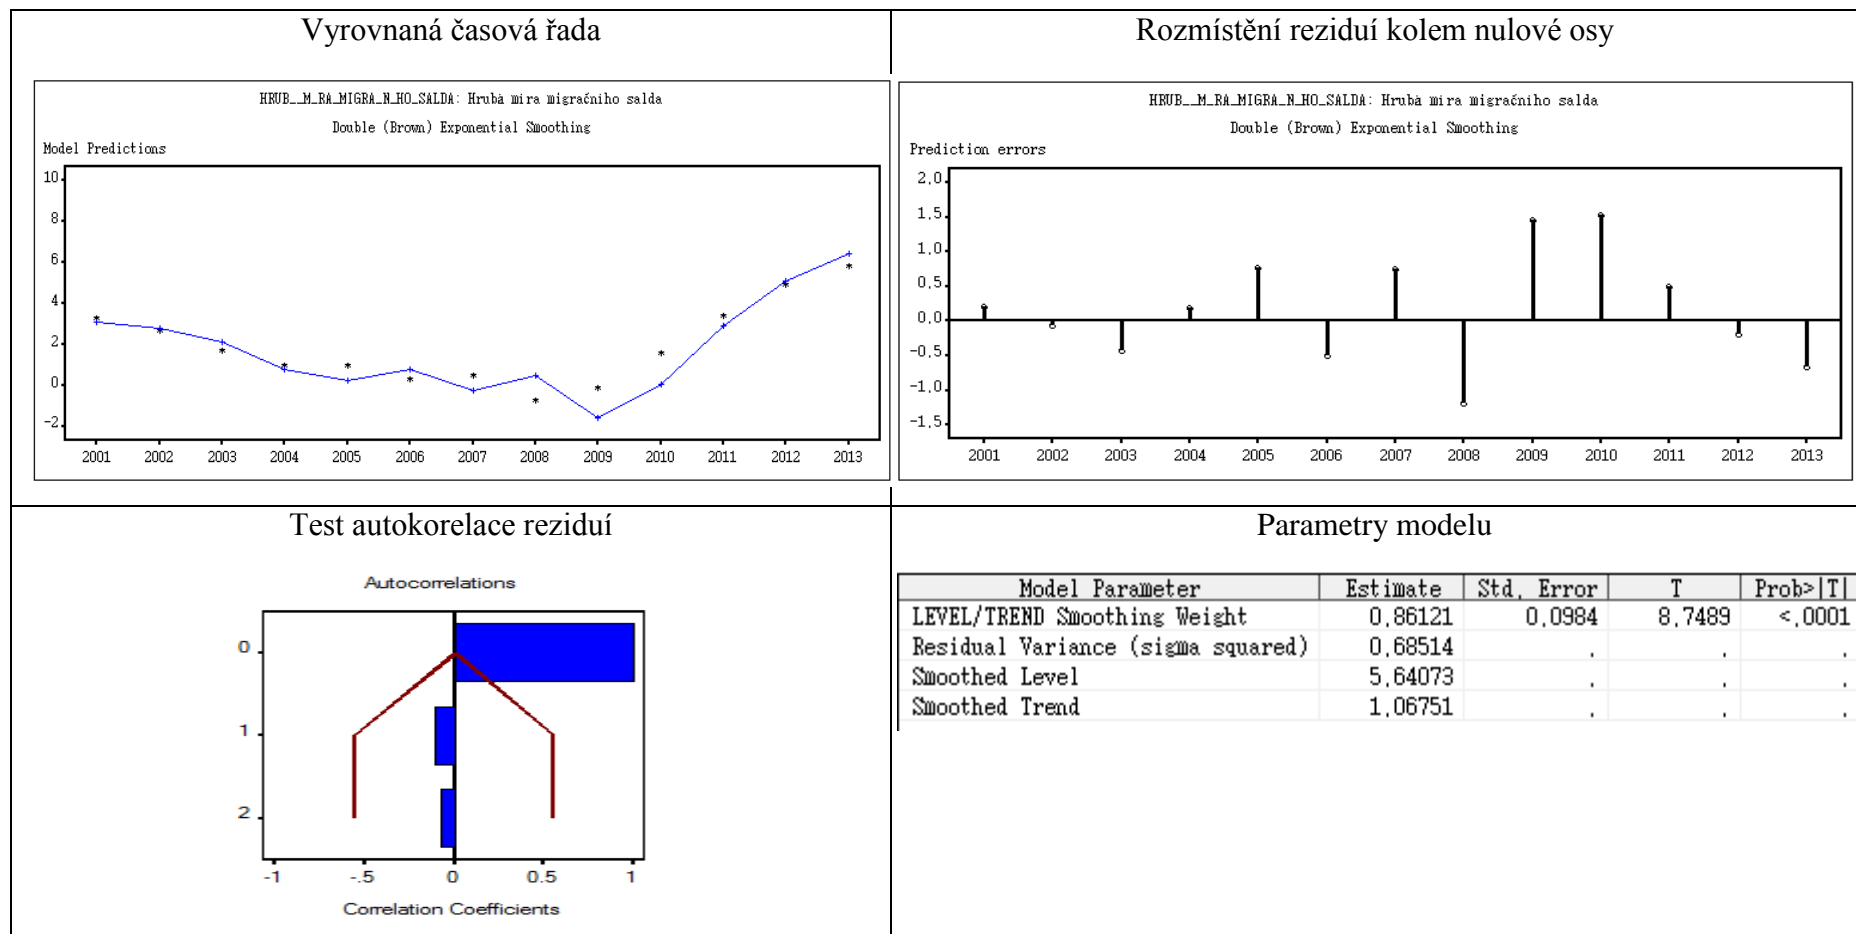 Vyrovnaná časová řada
Rozmístění reziduí kolem nulové osy
HRUB__M_RA_MIGRA_N_HO_SALDA: Hrubá míra migračního salda
Double (Brown) Exponential Smoothing
Model Predictions
10
8
6
4
2
0
-2
2001 2002 2003 2004 2005 2006 2007 2008 2009 2010 2011 2012 2013
HRUB__M_RA_MIGRA_N_HO_SALDA: Hrubá míra migračního salda
Double (Brown) Exponential Smoothing
Prediction errors
2,0
1,5
1,0
0,5
0,0
-0,5
-1,0
-1,5
2001 2002 2003 2004 2005 2006 2007 2008 2009 2010 2011 2012 2013
Test autokorelace reziduí
Autocorrelations
0
1
2
-1 -.5 0 0.5 1
Correlation Coefficients
Parametry modelu
Model Parameter Estimate Std. Error T Prob>|T|
LEVEL/TREND Smoothing Weight 0,86121 0,0984 8,7489 <,0001
Residual Variance (sigma squared) 0,68514 . . .
Smoothed Level 5,64073 . . .
Smoothed Trend 1,06751 . . .